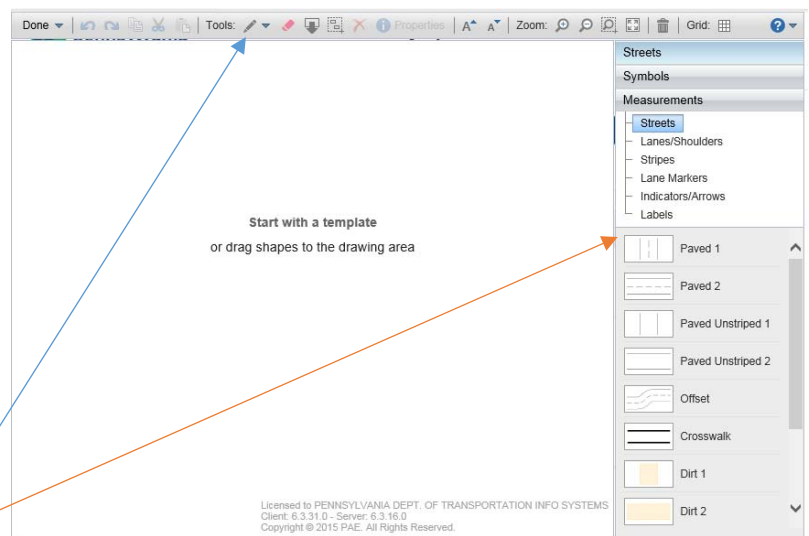 Done Tools: Properties A A Zoom: Grid: ?
Streets
Symbols
Measurements
Streets
Lanes/Shoulders
Stripes
Lane Markers
Indicators/Arrows
Labels
Start with a template
or drag shapes to the drawing area
Paved 1
Paved 2
Paved Unstriped 1
Paved Unstriped 2
Offset
Crosswalk
Dirt 1
Dirt 2
Licensed to PENNSYLVANIA DEPT. OF TRANSPORTATION INFO SYSTEMS
Client: 6.3.31.0 - Server: 6.3.16.0
Copyright © 2015 PAE. All Rights Reserved.